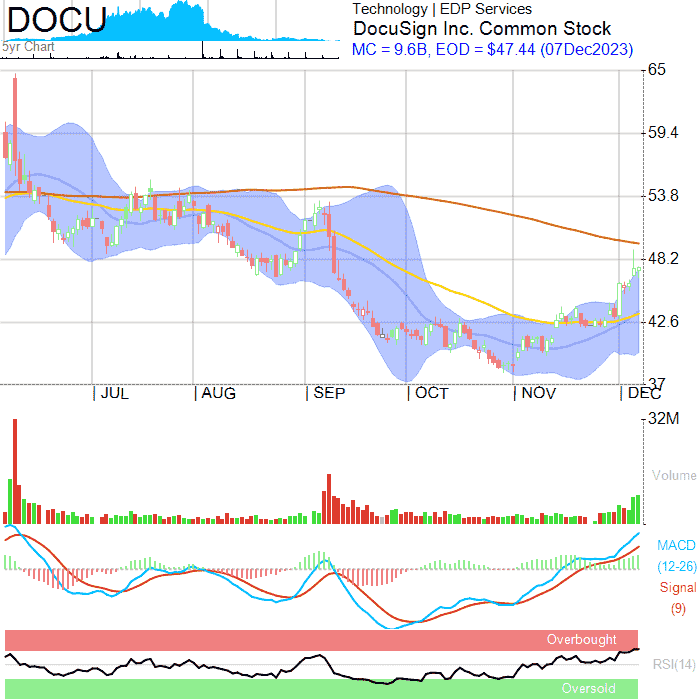 DOCU
5yr Chart
Technology | EDP Services
DocuSign Inc. Common Stock
MC = 9.6B, EOD = $47.44 (07Dec2023)
65
59.4
53.8
48.2
42.6
37
JUL
AUG
SEP
OCT
NOV
DEC
32M
Volume
MACD
(12-26)
Signal
(9)
Overbought
RSI(14)
Oversold